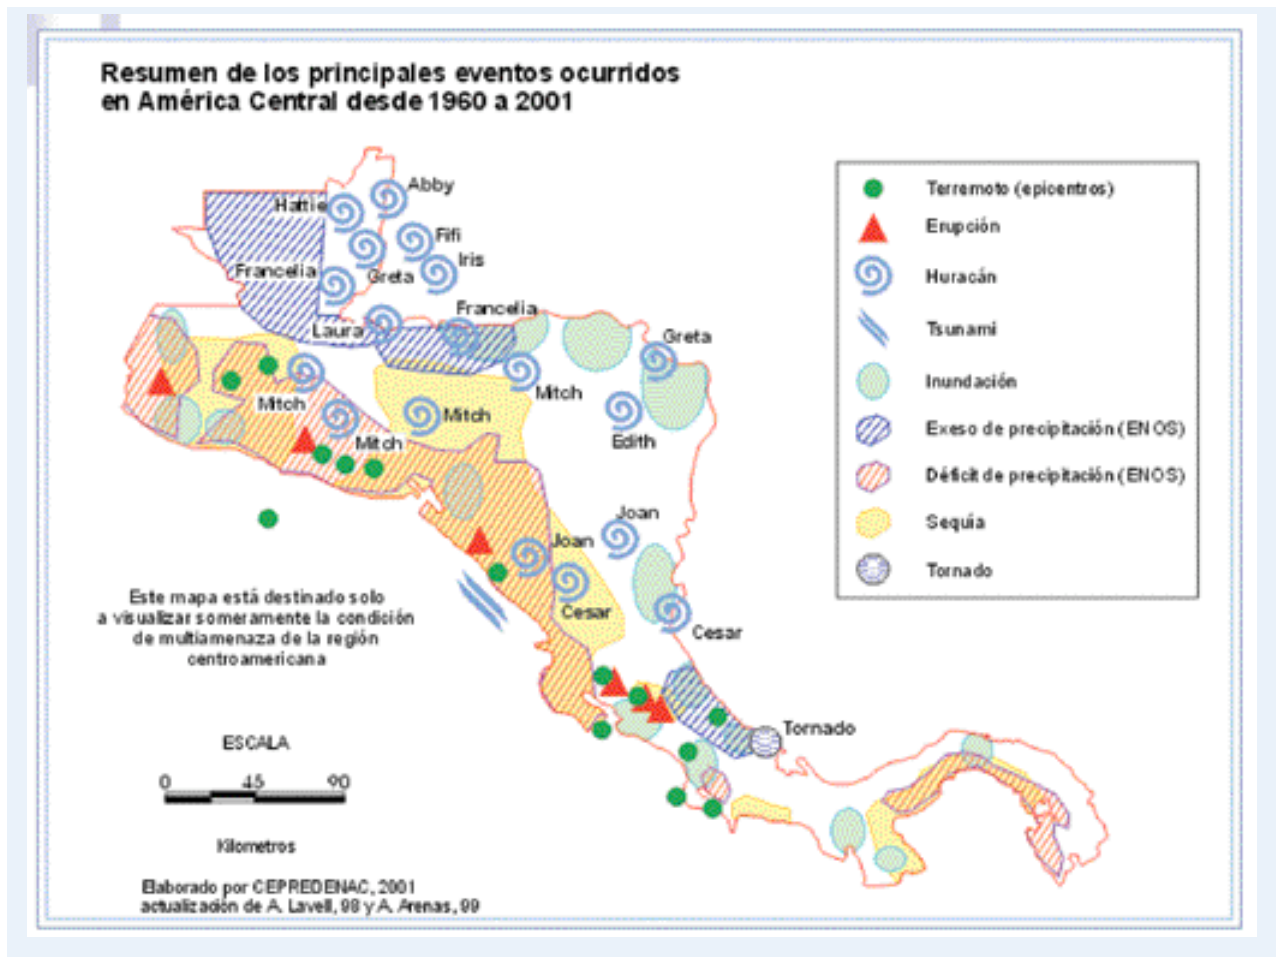 Resumen de los principales eventos ocurridos
en América Central desde 1960 a 2001
Abby
Hattie
Fifi
Iris
Francelia
Greta
Francelia
Laura
Greta
Mitch
Mitch
Mitch
Mitch
Edith
Joan
Joan
Cesar
Cesar
Tornado
Terremoto (epicentros)
Erupción
Huracán
Tsunami
Inundación
Exeso de precipitación (ENOS)
Déficit de precipitación (ENOS)
Sequía
Tornado
Este mapa está destinado solo
a visualizar someramente la condición
de multiamenaza de la región
centroamericana
ESCALA
0 45 90
Kilometros
Elaborado por CEPREDENAC, 2001
actualización de A. Lavell, 98 y A. Arenas, 99